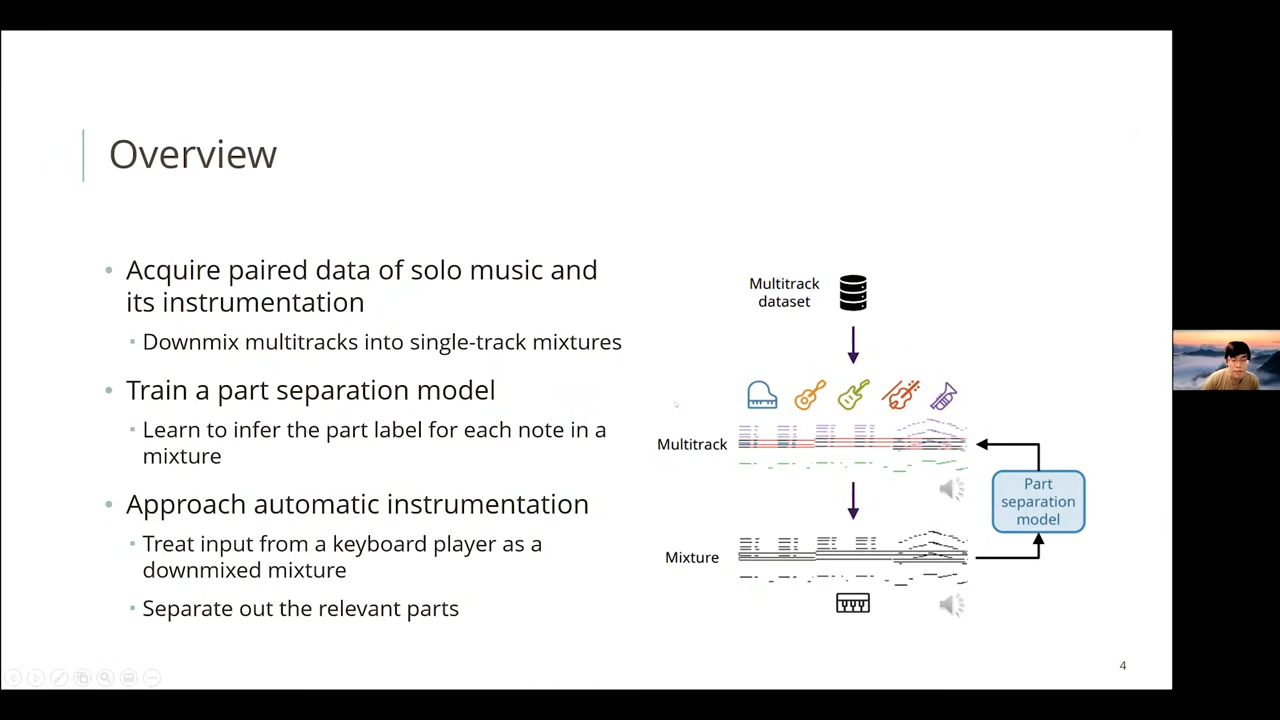 Overview
Acquire paired data of solo music and
its instrumentation
Downmix multitracks into single-track mixtures
Train a part separation model
Learn to infer the part label for each note in a
mixture
Approach automatic instrumentation
Treat input from a keyboard player as a
downmixed mixture
Separate out the relevant parts
Multitrack
dataset
Multitrack
Part
separation
model
Mixture
4